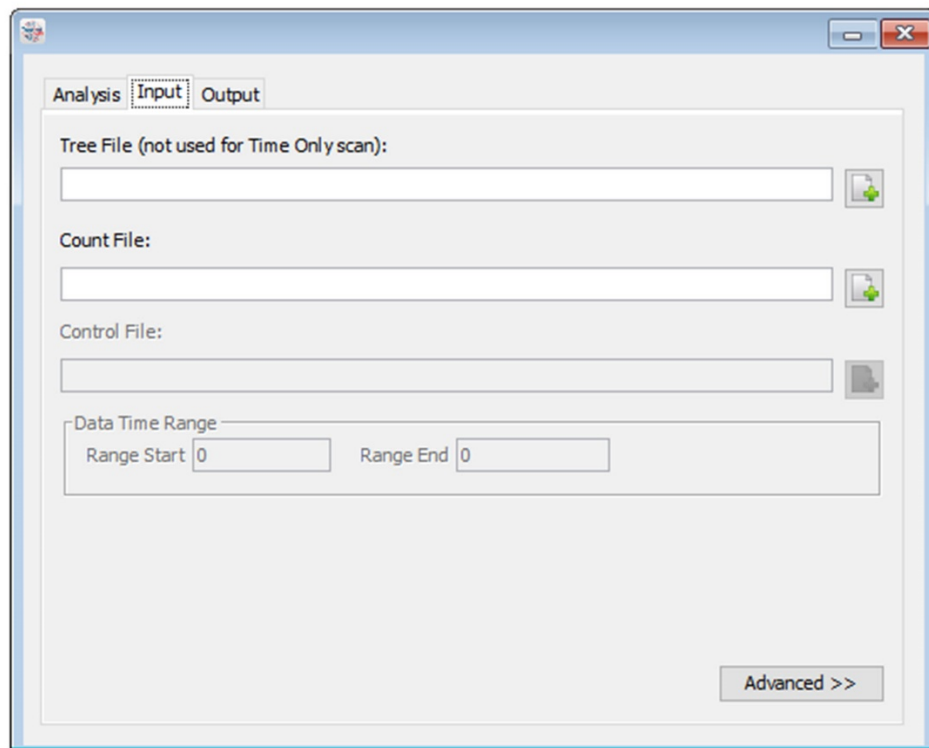 Analysis Input Output
Tree File (not used for Time Only scan):
Count File:
Control File:
Data Time Range
Range Start 0 Range End 0
Advanced >>